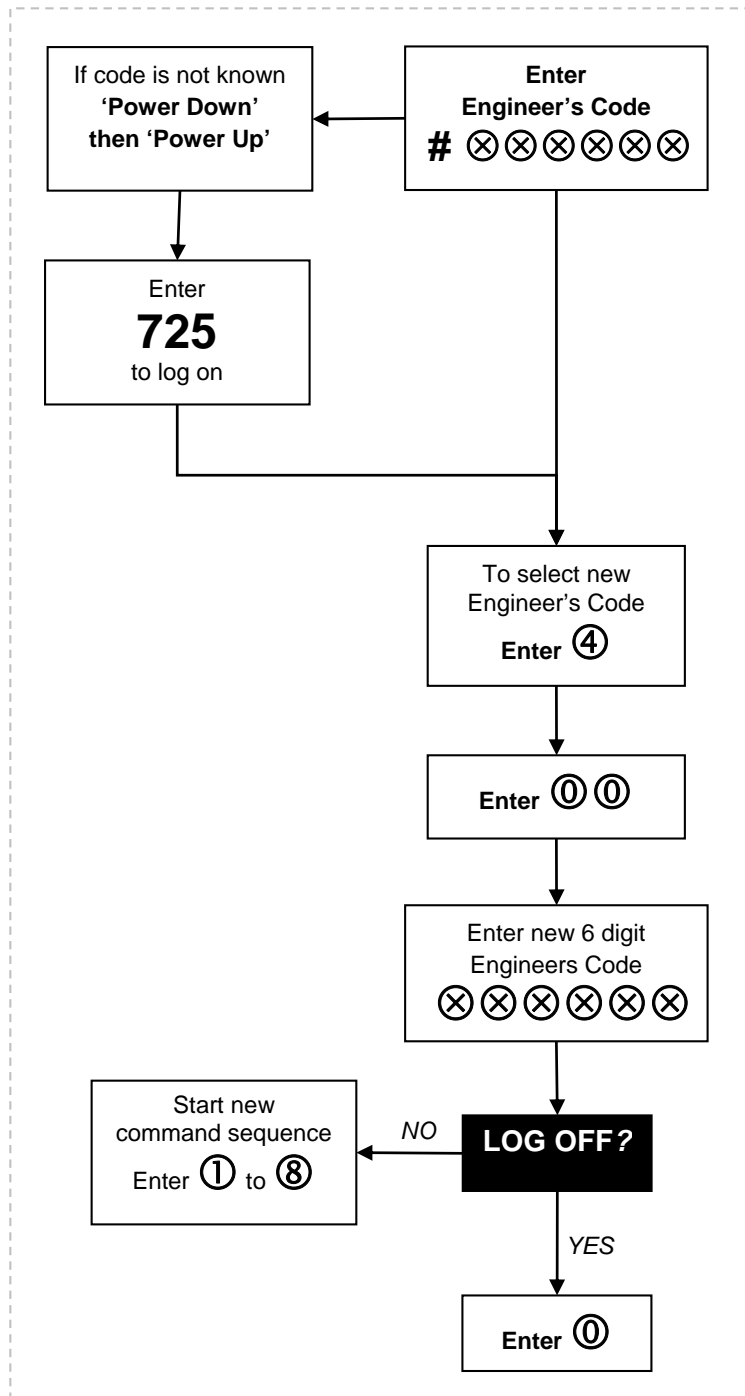 If code is not known
‘Power Down’
then ‘Power Up’
Enter
Engineer’s Code
# ⊗⊗⊗⊗⊗⊗
Enter
725
to log on
To select new
Engineer’s Code
Enter ④
Enter ⓪⓪
Enter new 6 digit
Engineers Code
⊗⊗⊗⊗⊗⊗
Start new
command sequence
Enter ① to ⑧
NO
LOG OFF?
YES
Enter ⓪